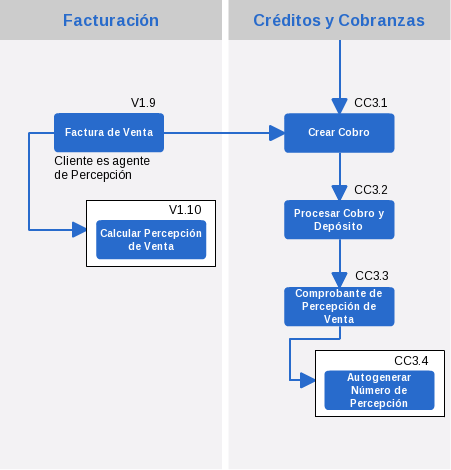 Facturación
Créditos y Cobranzas
V1.9
Factura de Venta
Cliente es agente
de Percepción
V1.10
Calcular Percepción
de Venta
CC3.1
Crear Cobro
CC3.2
Procesar Cobro y
Depósito
CC3.3
Comprobante de
Percepción de
Venta
CC3.4
Autogenerar
Número de
Percepción